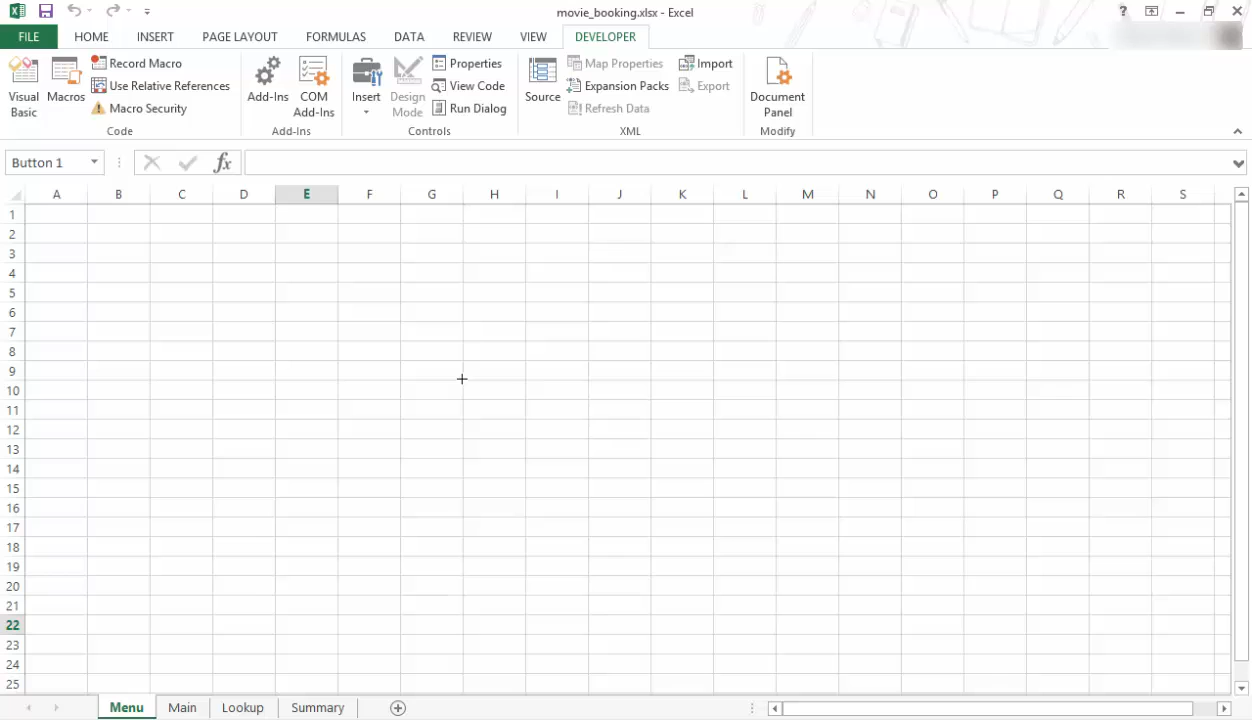 movie_booking.xlsx - Excel
FILE HOME INSERT PAGE LAYOUT FORMULAS DATA REVIEW VIEW DEVELOPER
Visual Basic
Macros
Record Macro
Use Relative References
Macro Security
Code
Add-Ins
COM Add-Ins
Add-Ins
Insert
Design Mode
Properties
View Code
Run Dialog
Controls
Source
Map Properties
Expansion Packs
Refresh Data
Import
Export
XML
Document Panel
Modify
Button 1
fx
A B C D E F G H I J K L M N O P Q R S
1
2
3
4
5
6
7
8
9
10
11
12
13
14
15
16
17
18
19
20
21
22
23
24
25
Menu Main Lookup Summary